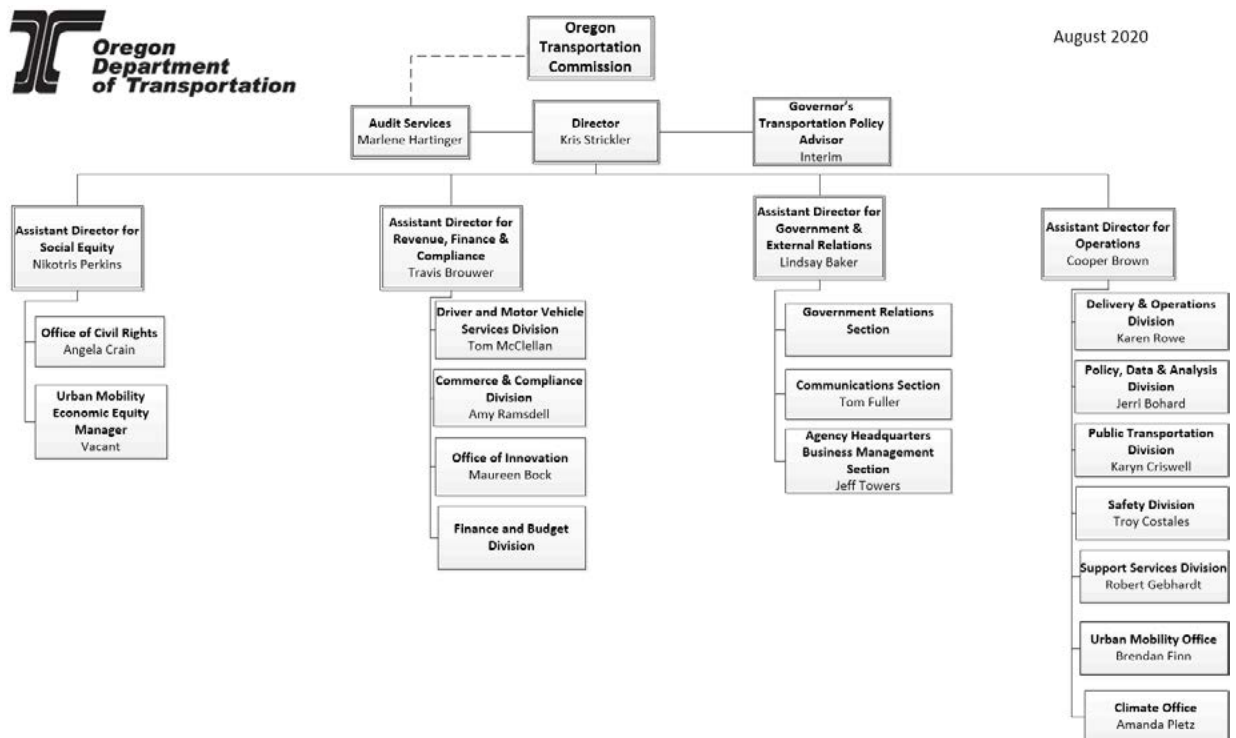 Oregon
Department
of Transportation
August 2020
Oregon
Transportation
Commission
Audit Services
Marlene Hartinger
Director
Kris Strickler
Governor's
Transportation Policy
Advisor
Interim
Assistant Director for
Social Equity
Nikotris Perkins
Assistant Director for
Revenue, Finance &
Compliance
Travis Brouwer
Assistant Director for
Government &
External Relations
Lindsay Baker
Assistant Director for
Operations
Cooper Brown
Office of Civil Rights
Angela Crain
Urban Mobility
Economic Equity
Manager
Vacant
Driver and Motor Vehicle
Services Division
Tom McClellan
Commerce & Compliance
Division
Amy Ramsdell
Office of Innovation
Maureen Bock
Finance and Budget
Division
Government Relations
Section
Communications Section
Tom Fuller
Agency Headquarters
Business Management
Section
Jeff Towers
Delivery & Operations
Division
Karen Rowe
Policy, Data & Analysis
Division
Jerri Bohard
Public Transportation
Division
Karyn Criswell
Safety Division
Troy Costales
Support Services Division
Robert Gebhardt
Urban Mobility Office
Brendan Finn
Climate Office
Amanda Pietz